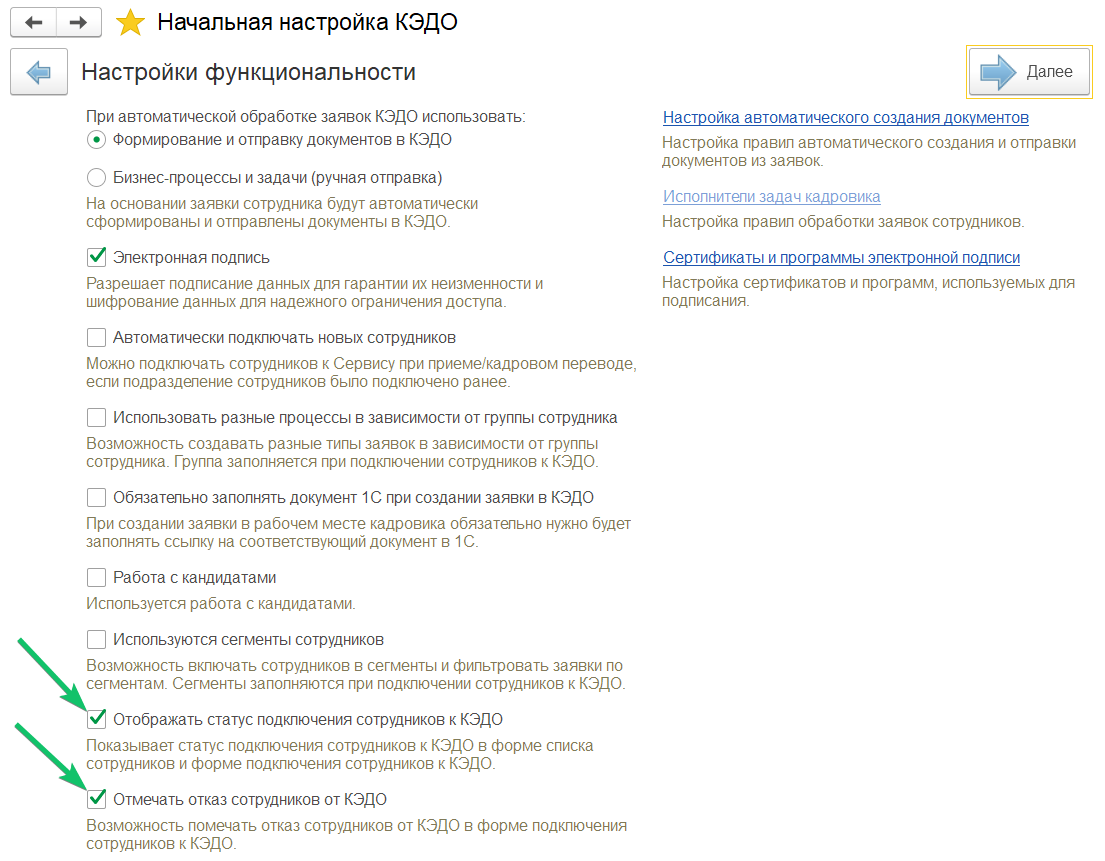 Начальная настройка КЭДО
Настройки функциональности
Далее
При автоматической обработке заявок КЭДО использовать:
Формирование и отправку документов в КЭДО
Бизнес-процессы и задачи (ручная отправка)
На основании заявки сотрудника будут автоматически
сформированы и отправлены документы в КЭДО.
Электронная подпись
Разрешает подписание данных для гарантии их неизменности и
шифрование данных для надежного ограничения доступа.
Автоматически подключать новых сотрудников
Можно подключать сотрудников к Сервису при приеме/кадровом переводе,
если подразделение сотрудников было подключено ранее.
Использовать разные процессы в зависимости от группы сотрудника
Возможность создавать разные типы заявок в зависимости от группы
сотрудника. Группа заполняется при подключении сотрудников к КЭДО.
Обязательно заполнять документ 1С при создании заявки в КЭДО
При создании заявки в рабочем месте кадровика обязательно нужно будет
заполнять ссылку на соответствующий документ в 1С.
Работа с кандидатами
Используется работа с кандидатами.
Используются сегменты сотрудников
Возможность включать сотрудников в сегменты и фильтровать заявки по
сегментам. Сегменты заполняются при подключении сотрудников к КЭДО.
Отображать статус подключения сотрудников к КЭДО
Показывает статус подключения сотрудников к КЭДО в форме списка
сотрудников и форме подключения сотрудников к КЭДО.
Отмечать отказ сотрудников от КЭДО
Возможность помечать отказ сотрудников от КЭДО в форме подключения
сотрудников к КЭДО.
Настройка автоматического создания документов
Настройка правил автоматического создания и отправки
документов из заявок.
Исполнители задач кадровика
Настройка правил обработки заявок сотрудников.
Сертификаты и программы электронной подписи
Настройка сертификатов и программ, используемых для
подписания.